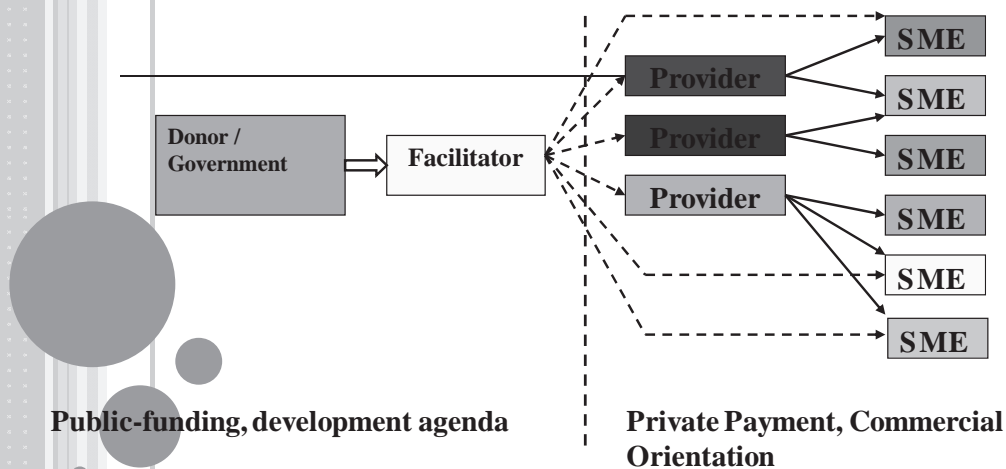 SME
Provider
SME
Donor /
Government
Facilitator
Provider
SME
Provider
SME
SME
SME
Public-funding, development agenda
Private Payment, Commercial
Orientation